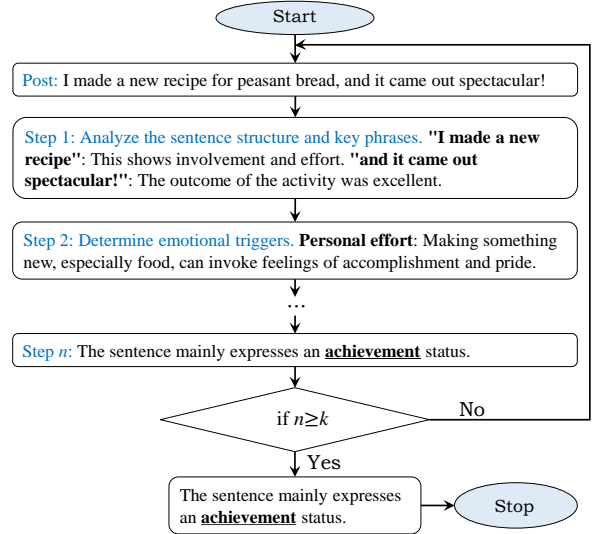 Start
Post: I made a new recipe for peasant bread, and it came out spectacular!
Step 1: Analyze the sentence structure and key phrases. "I made a new
recipe": This shows involvement and effort. "and it came out
spectacular!": The outcome of the activity was excellent.
Step 2: Determine emotional triggers. Personal effort: Making something
new, especially food, can invoke feelings of accomplishment and pride.
...
Step n: The sentence mainly expresses an achievement status.
if n≥k
No
Yes
The sentence mainly expresses
an achievement status.
Stop